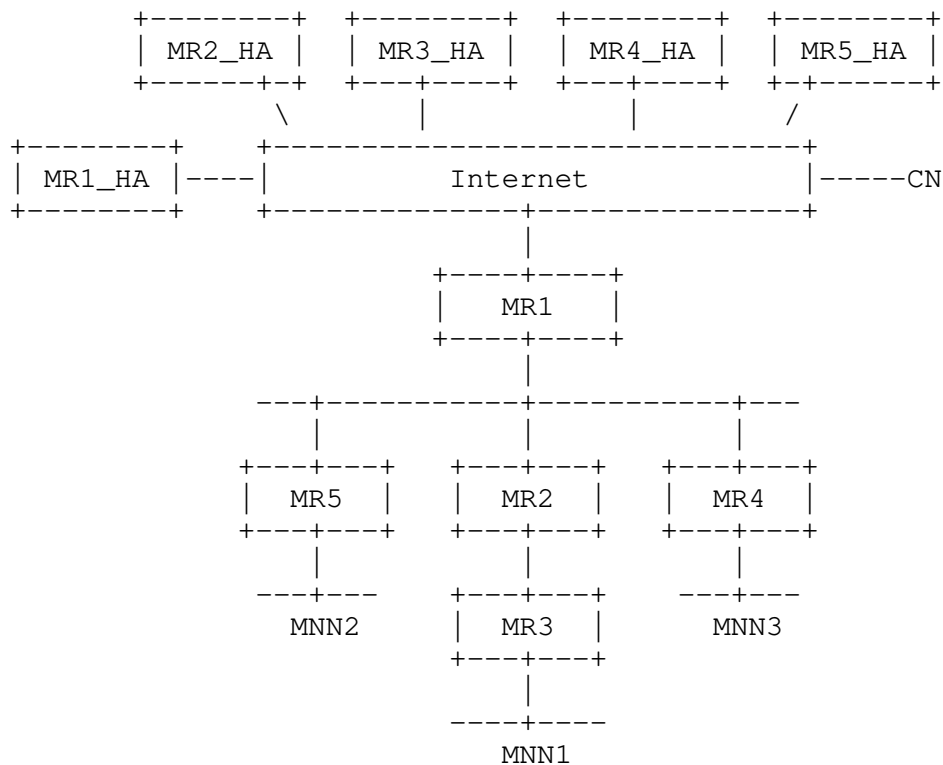 MR2_HA MR3_HA MR4_HA MR5_HA
MR1_HA Internet CN
MR1
MR5 MR2 MR4
MNN2 MR3 MNN3
MNN1